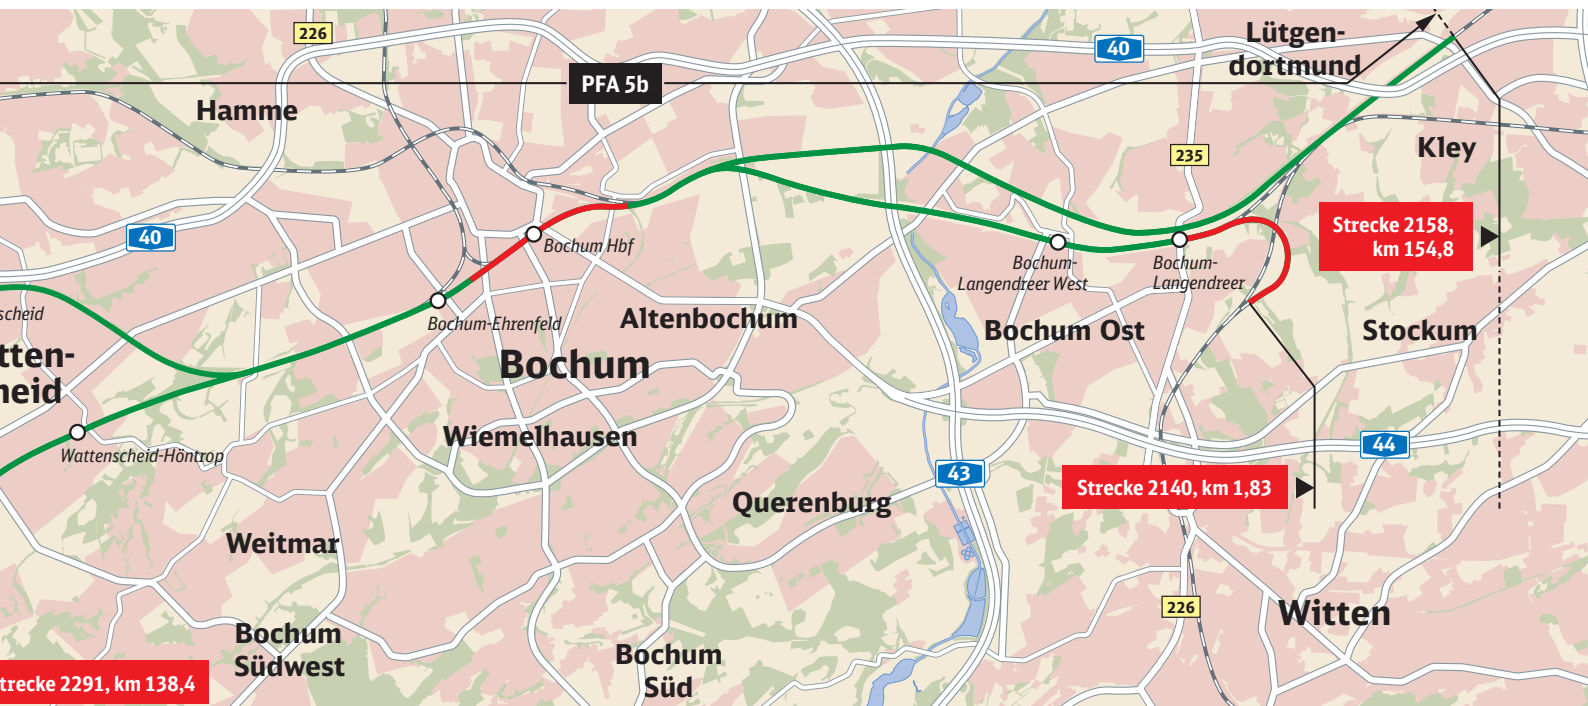 226
40
Lütgen-
dortmund
PFA 5b
Hamme
Kley
235
Strecke 2158,
km 154,8
40
Bochum Hbf
Bochum-
Langendreer West
Bochum-
Langendreer
scheid
Bochum-Ehrenfeld
Altenbochum
Bochum Ost
Stockum
tten-
heid
Bochum
Wiemelhausen
44
Wattenscheid-Höntrop
43
Strecke 2140, km 1,83
Querenburg
Weitmar
226
Witten
Bochum
Südwest
Bochum
Süd
trecke 2291, km 138,4